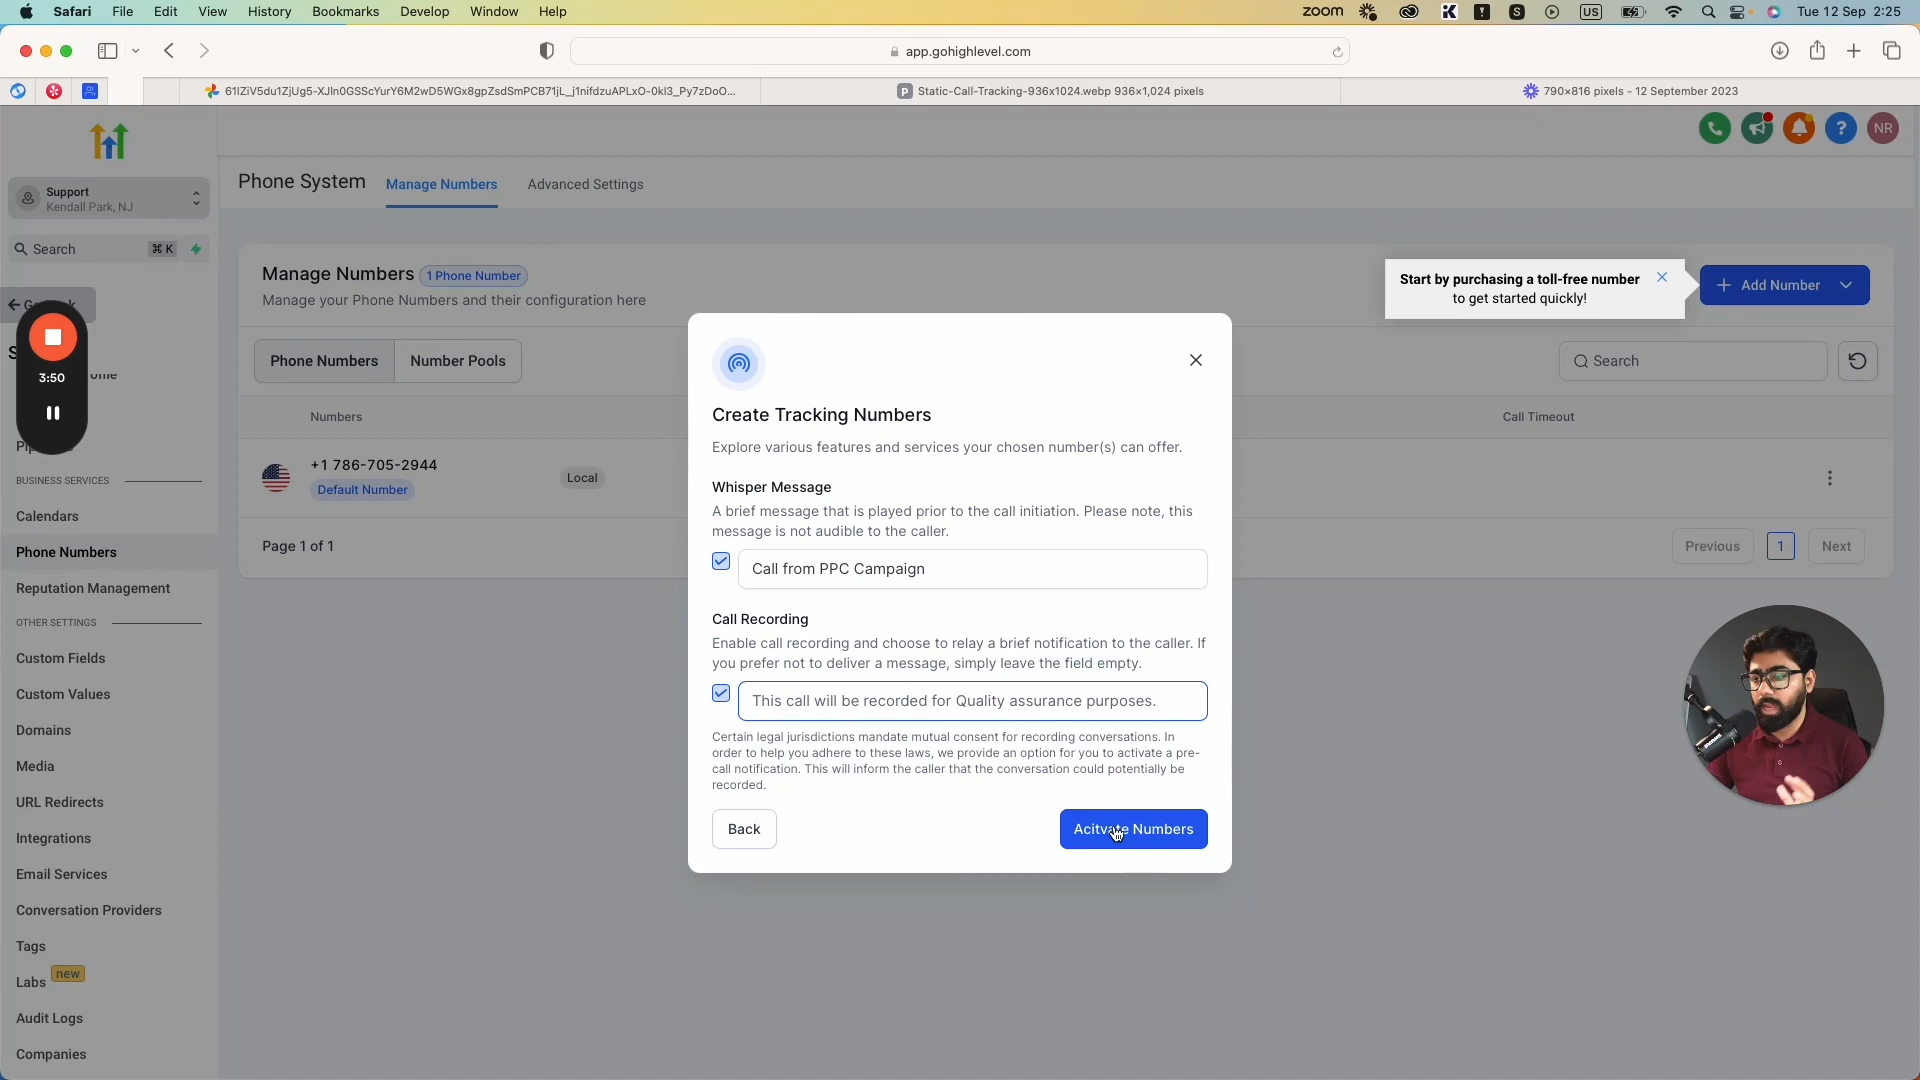 Safari File Edit View History Bookmarks Develop Window Help
zoom
US
Tue 12 Sep 2:25
app.gohighlevel.com
61IZiV5du1ZjUg5-XJIn0GSScYurY6M2wD5WGx8gpZsdSmPCB71jL_j1nifdzuAPLxO-0kl3_Py7zDoO...
Static-Call-Tracking-936x1024.webp 936×1,024 pixels
790×816 pixels - 12 September 2023
NR
Support
Kendall Park, NJ
Search ⌘ K
3:50
BUSINESS SERVICES
Calendars
Phone Numbers
Reputation Management
OTHER SETTINGS
Custom Fields
Custom Values
Domains
Media
URL Redirects
Integrations
Email Services
Conversation Providers
Tags
Labs new
Audit Logs
Companies
Phone System
Manage Numbers
Advanced Settings
Manage Numbers 1 Phone Number
Manage your Phone Numbers and their configuration here
Start by purchasing a toll-free number
to get started quickly!
+ Add Number
Phone Numbers
Number Pools
Search
Numbers
Call Timeout
+1 786-705-2944
Default Number
Local
Page 1 of 1
Previous
1
Next
Create Tracking Numbers
Explore various features and services your chosen number(s) can offer.
Whisper Message
A brief message that is played prior to the call initiation. Please note, this
message is not audible to the caller.
Call from PPC Campaign
Call Recording
Enable call recording and choose to relay a brief notification to the caller. If
you prefer not to deliver a message, simply leave the field empty.
This call will be recorded for Quality assurance purposes.
Certain legal jurisdictions mandate mutual consent for recording conversations. In
order to help you adhere to these laws, we provide an option for you to activate a pre-
call notification. This will inform the caller that the conversation could potentially be
recorded.
Back
Acitvate Numbers